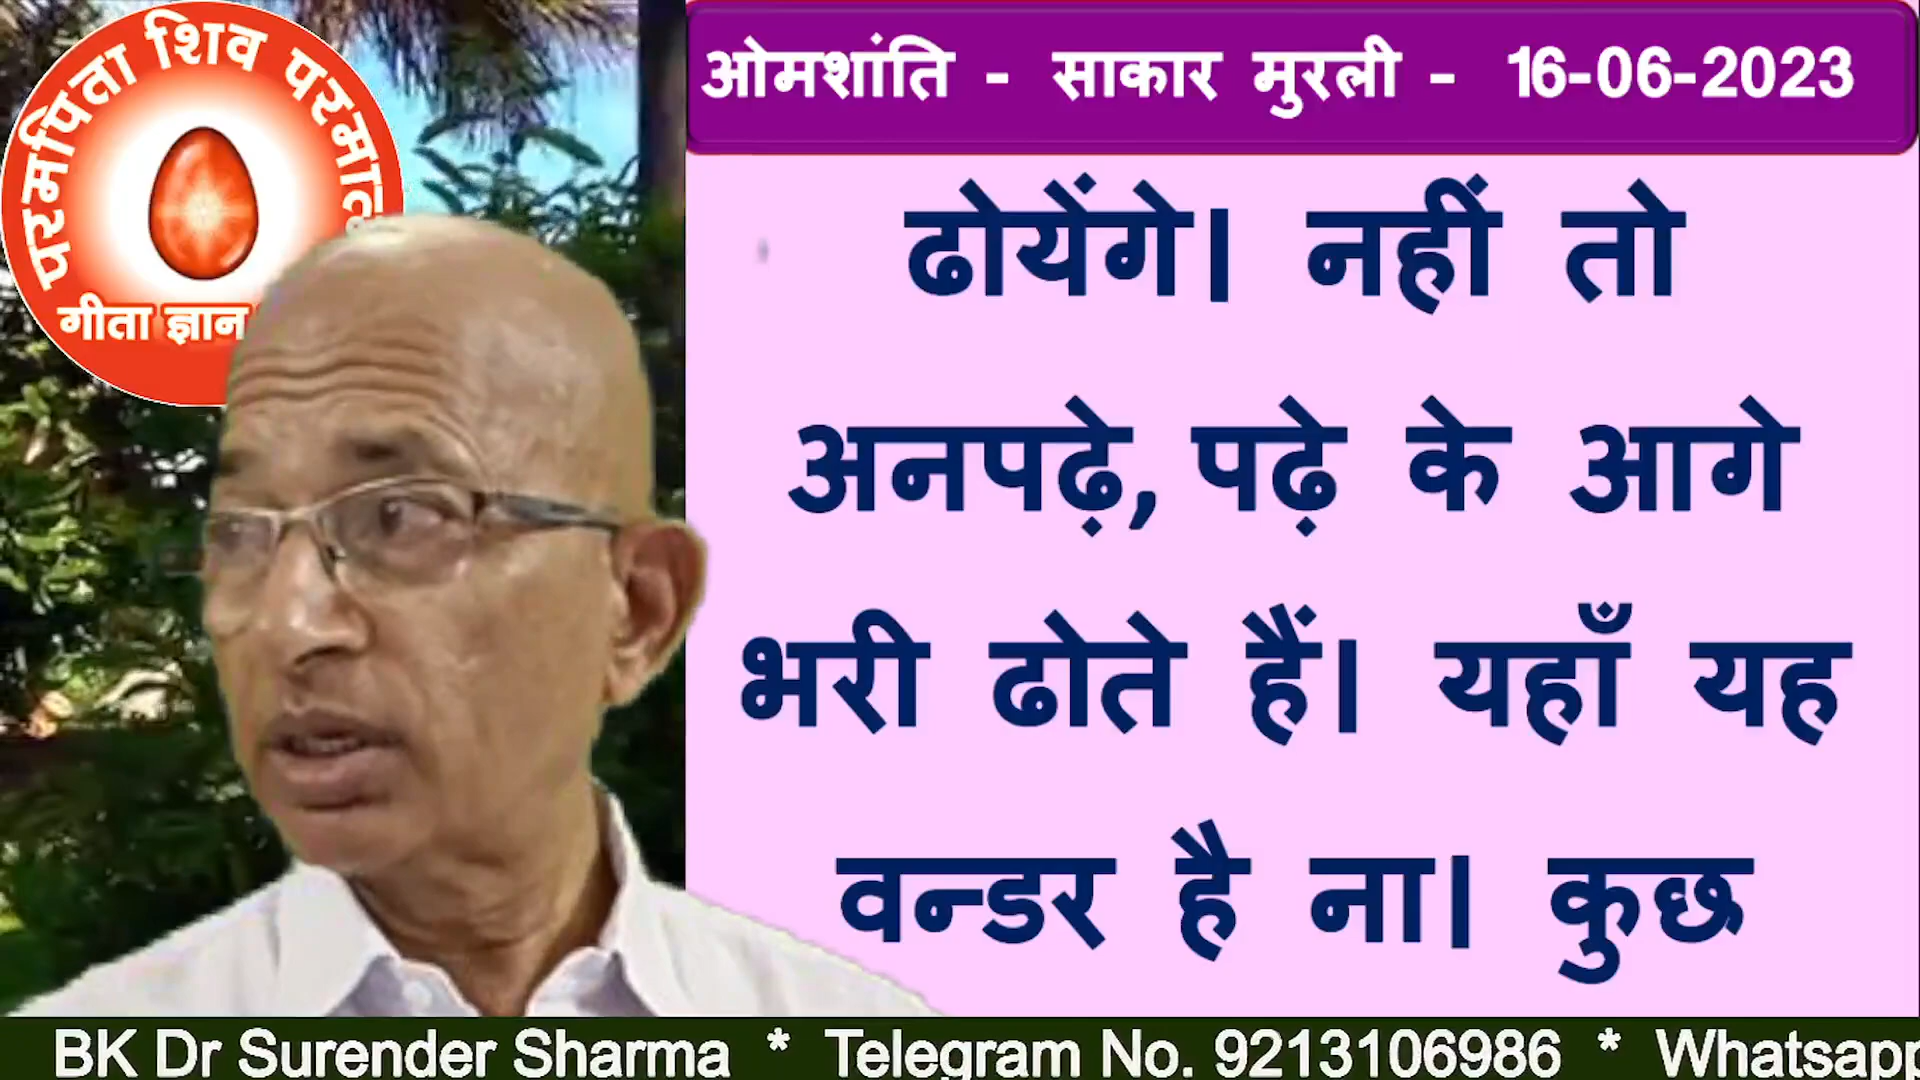 परमपिता शिव
गीता ज्ञान
ओमशांति - साकार मुरली - 16-06-2023
ढोयेंगे। नहीं तो
अनपढ़े, पढ़े के आगे
भरी ढोते हैं। यहाँ यह
वन्डर है ना। कुछ
BK Dr Surender Sharma * Telegram No. 9213106986 * Whatsapp